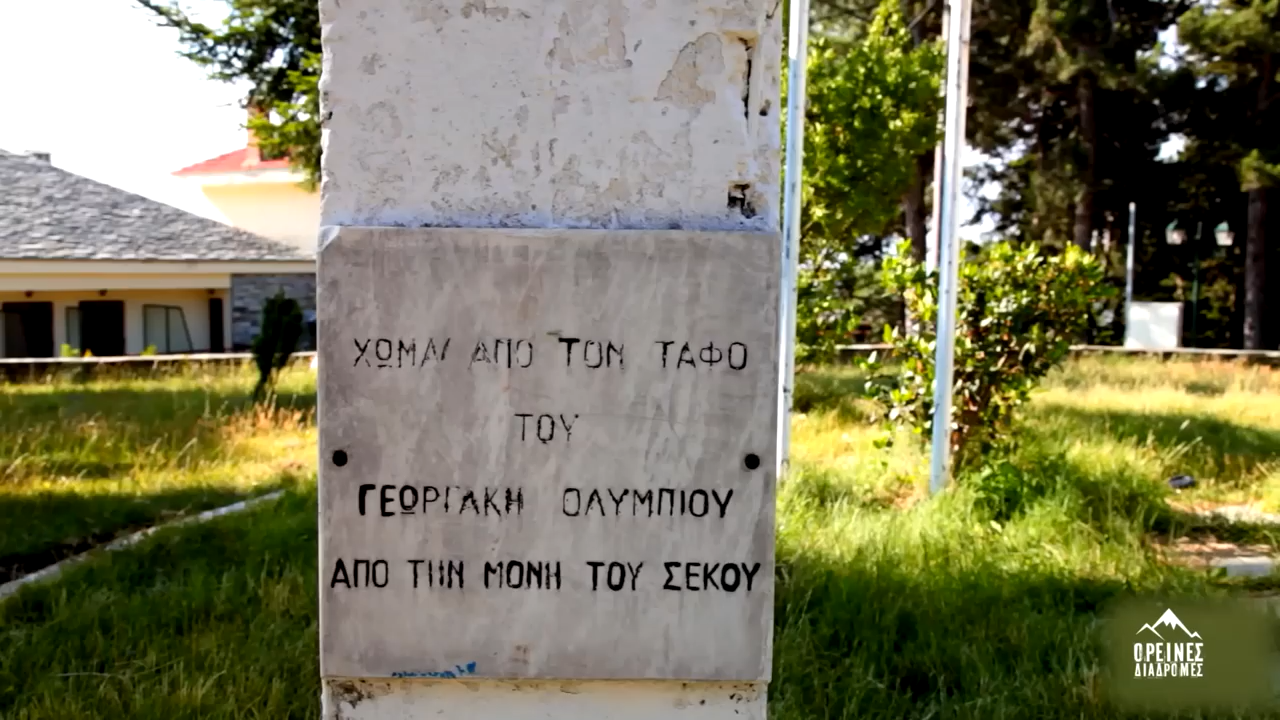 ΧΩΜΑ ΑΠΟ ΤΟΝ ΤΑΦΟ
ΤΟΥ
ΓΕΩΡΓΑΚΗ ΟΛΥΜΠΙΟΥ
ΑΠΟ ΤΗΝ ΜΟΝΗ ΤΟΥ ΣΕΚΟΥ
ΟΡΕΙΝΕΣ
ΔΙΑΔΡΟΜΕΣ